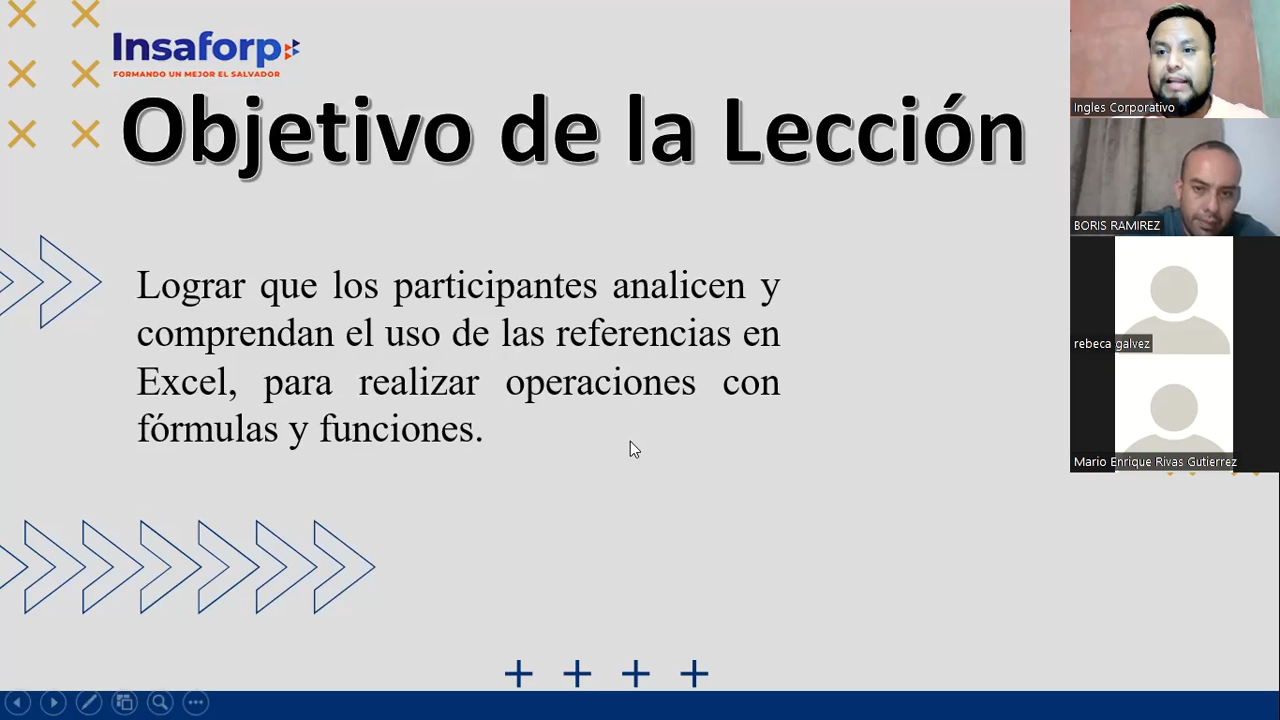 Insaforp
FORMANDO UN MEJOR EL SALVADOR
Objetivo de la Lección
Lograr que los participantes analicen y
comprendan el uso de las referencias en
Excel, para realizar operaciones con
fórmulas y funciones.
Ingles Corporativo
BORIS RAMIREZ
rebeca galvez
Mario Enrique Rivas Gutierrez